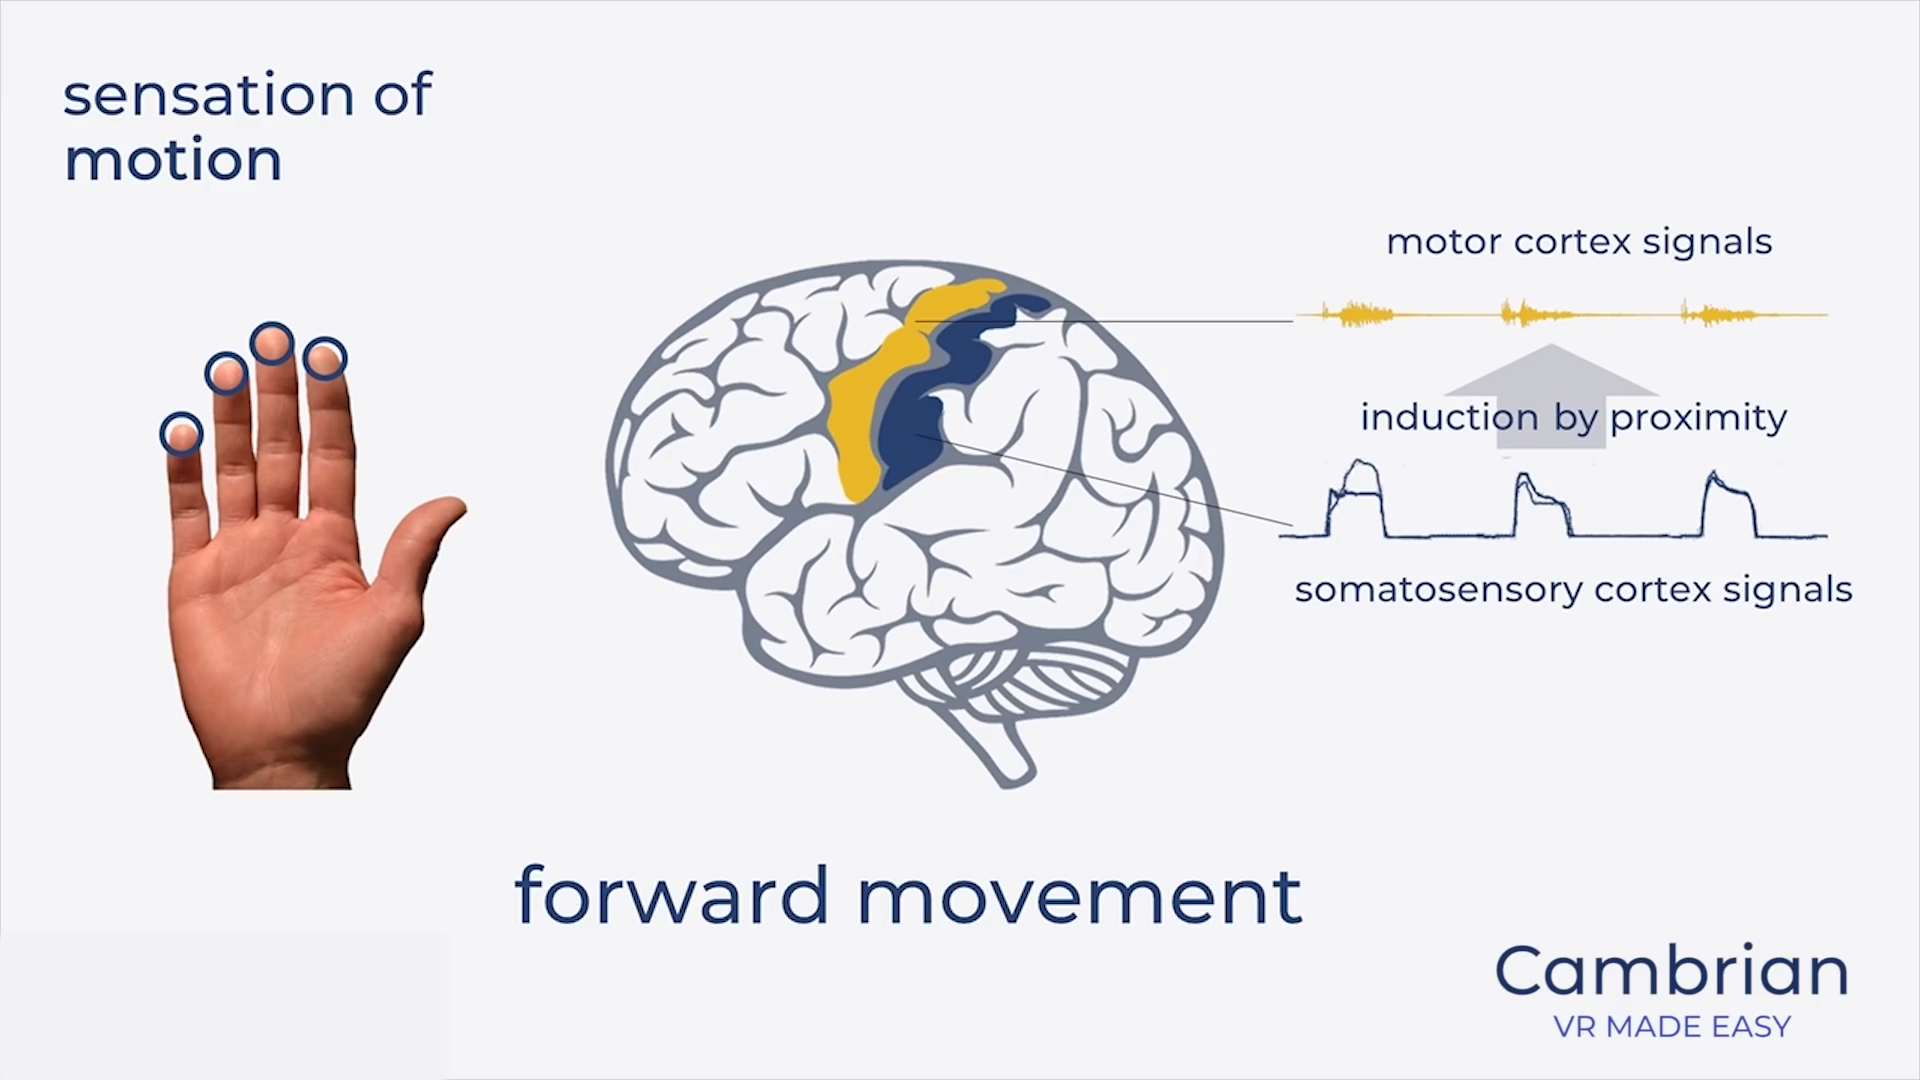 sensation of
motion
motor cortex signals
induction by proximity
somatosensory cortex signals
forward movement
Cambrian
VR MADE EASY